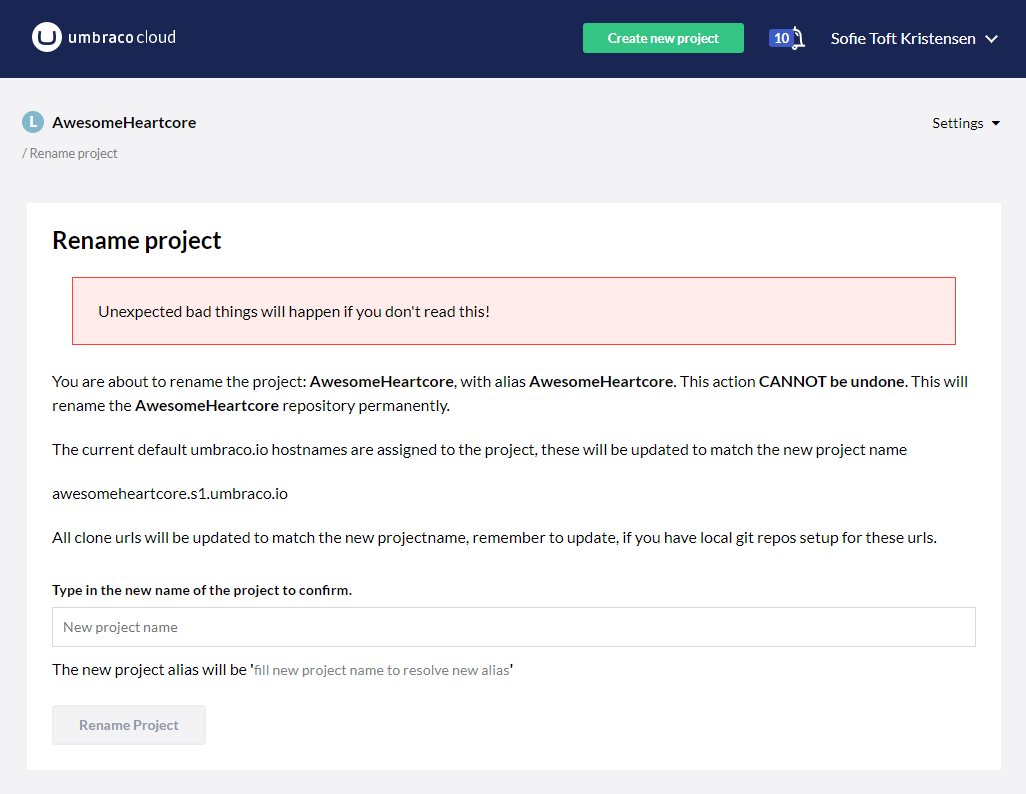 umbraco cloud
Create new project
10
Sofie Toft Kristensen
L AwesomeHeartcore
Settings
/ Rename project
Rename project
Unexpected bad things will happen if you don't read this!
You are about to rename the project: AwesomeHeartcore, with alias AwesomeHeartcore. This action CANNOT be undone. This will
rename the AwesomeHeartcore repository permanently.
The current default umbraco.io hostnames are assigned to the project, these will be updated to match the new project name
awesomeheartcore.s1.umbraco.io
All clone urls will be updated to match the new projectname, remember to update, if you have local git repos setup for these urls.
Type in the new name of the project to confirm.
New project name
The new project alias will be 'fill new project name to resolve new alias'
Rename Project